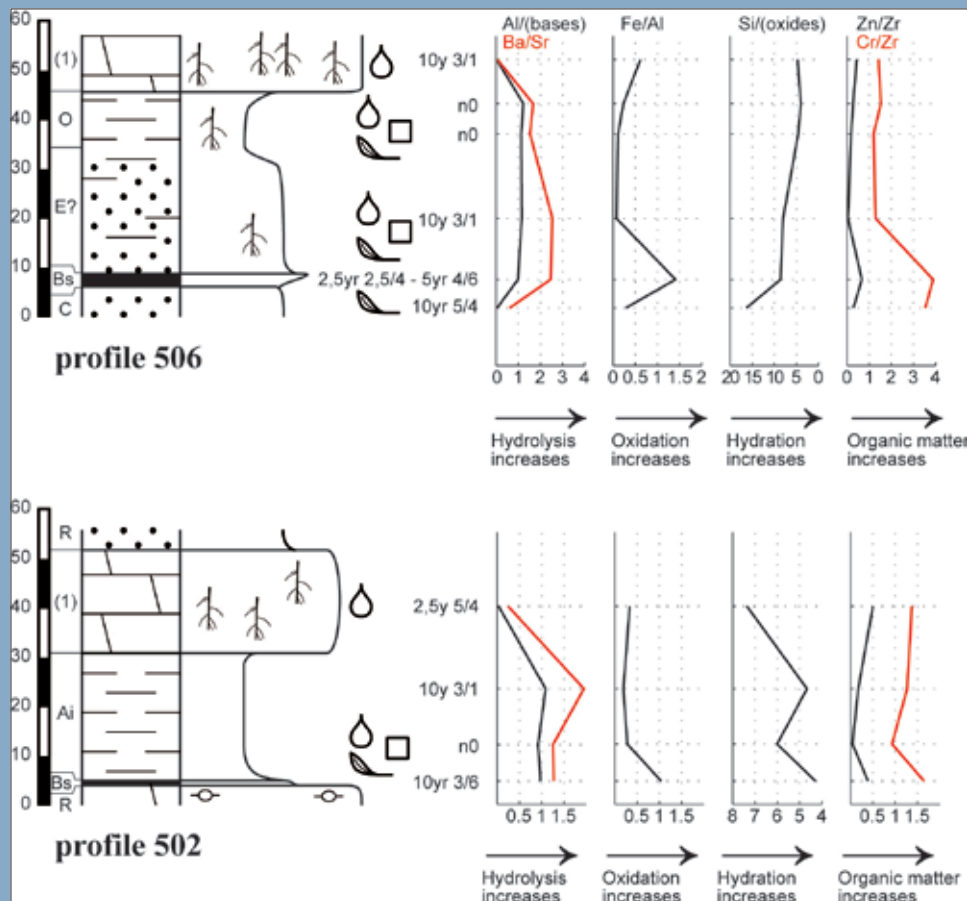 60
50
40
30
20
10
0
(1)
O
E?
Bs
C
profile 506
10y 3/1
n0
n0
10y 3/1
2,5yr 2,5/4 - 5yr 4/6
10yr 5/4
Al/(bases)
Ba/Sr
0 1 2 3 4
Hydrolysis
increases
Fe/Al
0 0.5 1 1.5 2
Oxidation
increases
Si/(oxides)
20 15 10 5 0
Hydration
increases
Zn/Zr
Cr/Zr
0 1 2 3 4
Organic matter
increases
60
50
40
30
20
10
0
R
(1)
Ai
Bs
R
profile 502
2,5y 5/4
10y 3/1
n0
10yr 3/6
0.5 1 1.5
Hydrolysis
increases
0.5 1 1.5
Oxidation
increases
8 7 6 5 4
Hydration
increases
0.5 1 1.5
Organic matter
increases